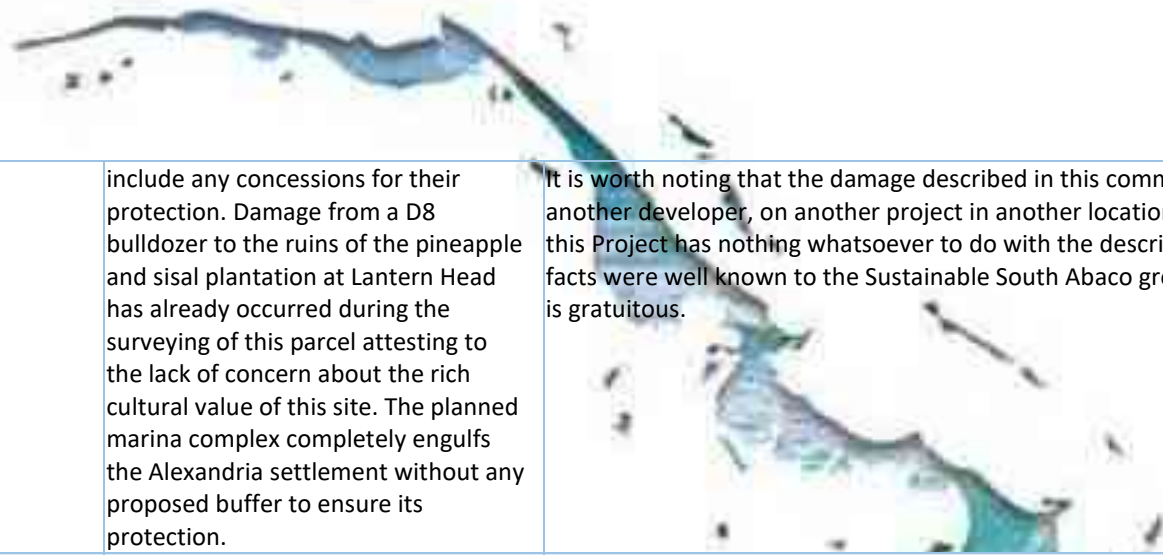 include any concessions for their
protection. Damage from a D8
bulldozer to the ruins of the pineapple
and sisal plantation at Lantern Head
has already occurred during the
surveying of this parcel attesting to
the lack of concern about the rich
cultural value of this site. The planned
marina complex completely engulfs
the Alexandria settlement without any
proposed buffer to ensure its
protection.
It is worth noting that the damage described in this
another developer, on another project in another
this Project has nothing whatsoever to do with the
facts were well known to the Sustainable South Abaco
is gratuitous.